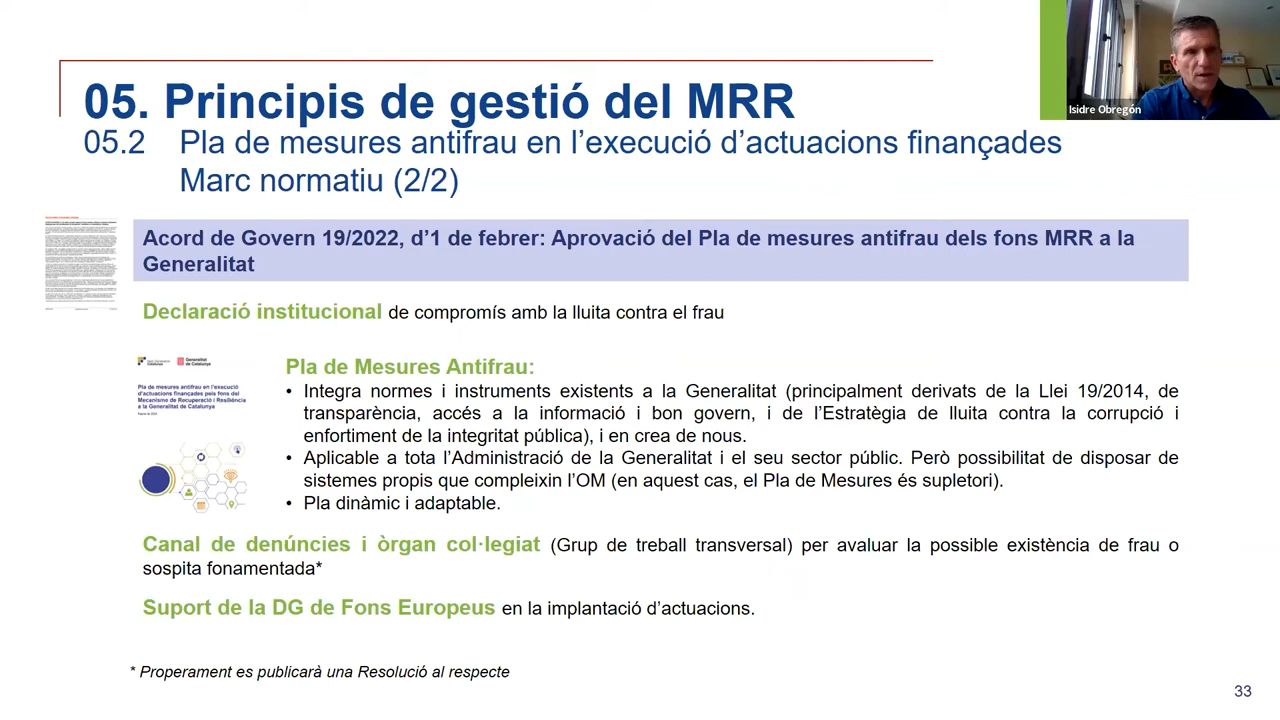 05. Principis de gestió del MRR
05.2 Pla de mesures antifrau en l’execució d’actuacions finançades
Marc normatiu (2/2)
Isidre Obregón
Acord de Govern 19/2022, d’1 de febrer: Aprovació del Pla de mesures antifrau dels fons MRR a la
Generalitat
Declaració institucional de compromís amb la lluita contra el frau
Generalitat
de Catalunya
Pla de mesures antifrau en l’execució
d’actuacions finançades pels fons del
Mecanisme de Recuperació i Resiliència
a la Generalitat de Catalunya
Pla de Mesures Antifrau:
• Integra normes i instruments existents a la Generalitat (principalment derivats de la Llei 19/2014, de
transparència, accés a la informació i bon govern, i de l’Estratègia de lluita contra la corrupció i
enfortiment de la integritat pública), i en crea de nous.
• Aplicable a tota l’Administració de la Generalitat i el seu sector públic. Però possibilitat de disposar de
sistemes propis que compleixin l’OM (en aquest cas, el Pla de Mesures és supletori).
• Pla dinàmic i adaptable.
Canal de denúncies i òrgan col·legiat (Grup de treball transversal) per avaluar la possible existència de frau o
sospita fonamentada*
Suport de la DG de Fons Europeus en la implantació d’actuacions.
* Properament es publicarà una Resolució al respecte
33